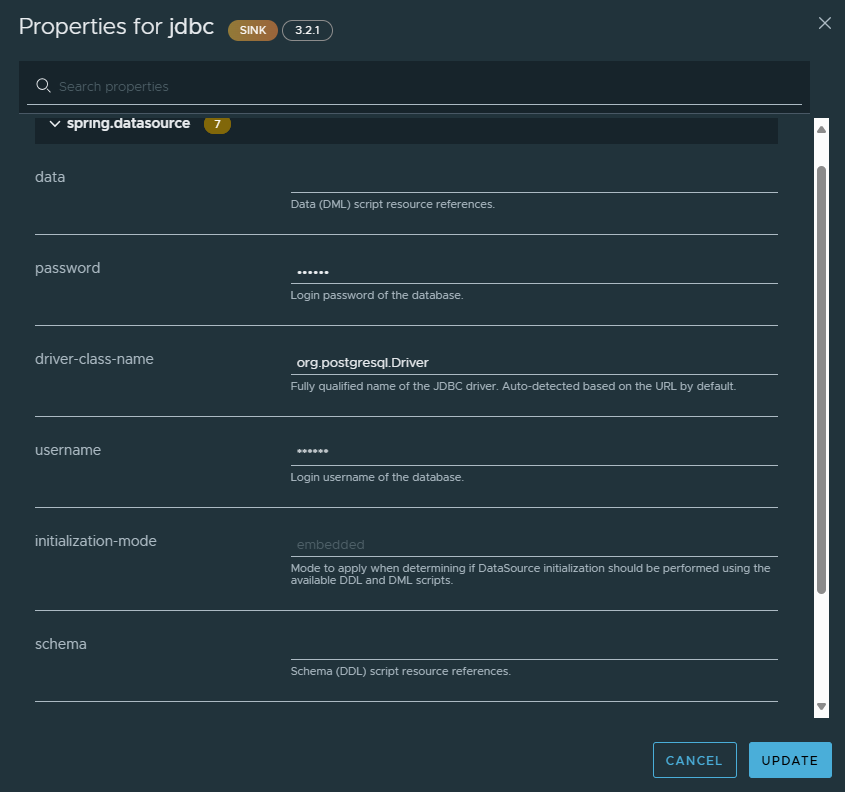 Properties for jdbc SINK 3.2.1
Search properties
spring.datasource 7
data
Data (DML) script resource references.
password
••••••
Login password of the database.
driver-class-name
org.postgresql.Driver
Fully qualified name of the JDBC driver. Auto-detected based on the URL by default.
username
******
Login username of the database.
initialization-mode
embedded
Mode to apply when determining if DataSource initialization should be performed using the
available DDL and DML scripts.
schema
Schema (DDL) script resource references.
CANCEL UPDATE